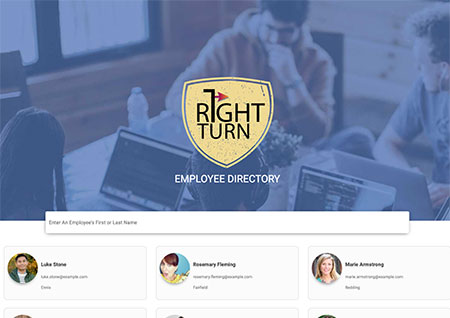 RIGHT
TURN
EMPLOYEE DIRECTORY
Enter An Employee's First or Last Name
Luke Stone
luke.stone@example.com
Ennis
Rosemary Fleming
rosemary.fleming@example.com
Fairfield
Marie Armstrong
marie.armstrong@example.com
Redding